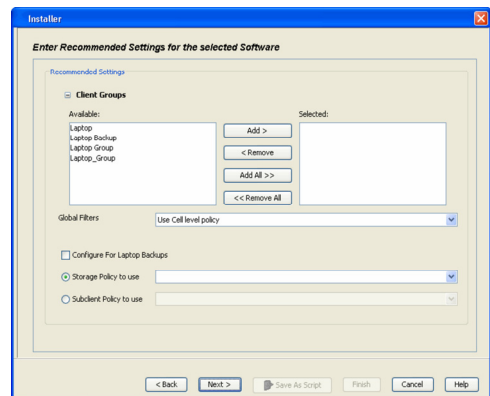 Installer
Enter Recommended Settings for the selected Software
Recommended Settings
Client Groups
Available:
Selected:
Laptop
Laptop Backup
Laptop Group
Laptop_Group
Add >
< Remove
Add All >>
<< Remove All
Global Filters
Use Cell level policy
Configure For Laptop Backups
Storage Policy to use
Subclient Policy to use
< Back
Next >
Save As Script
Finish
Cancel
Help